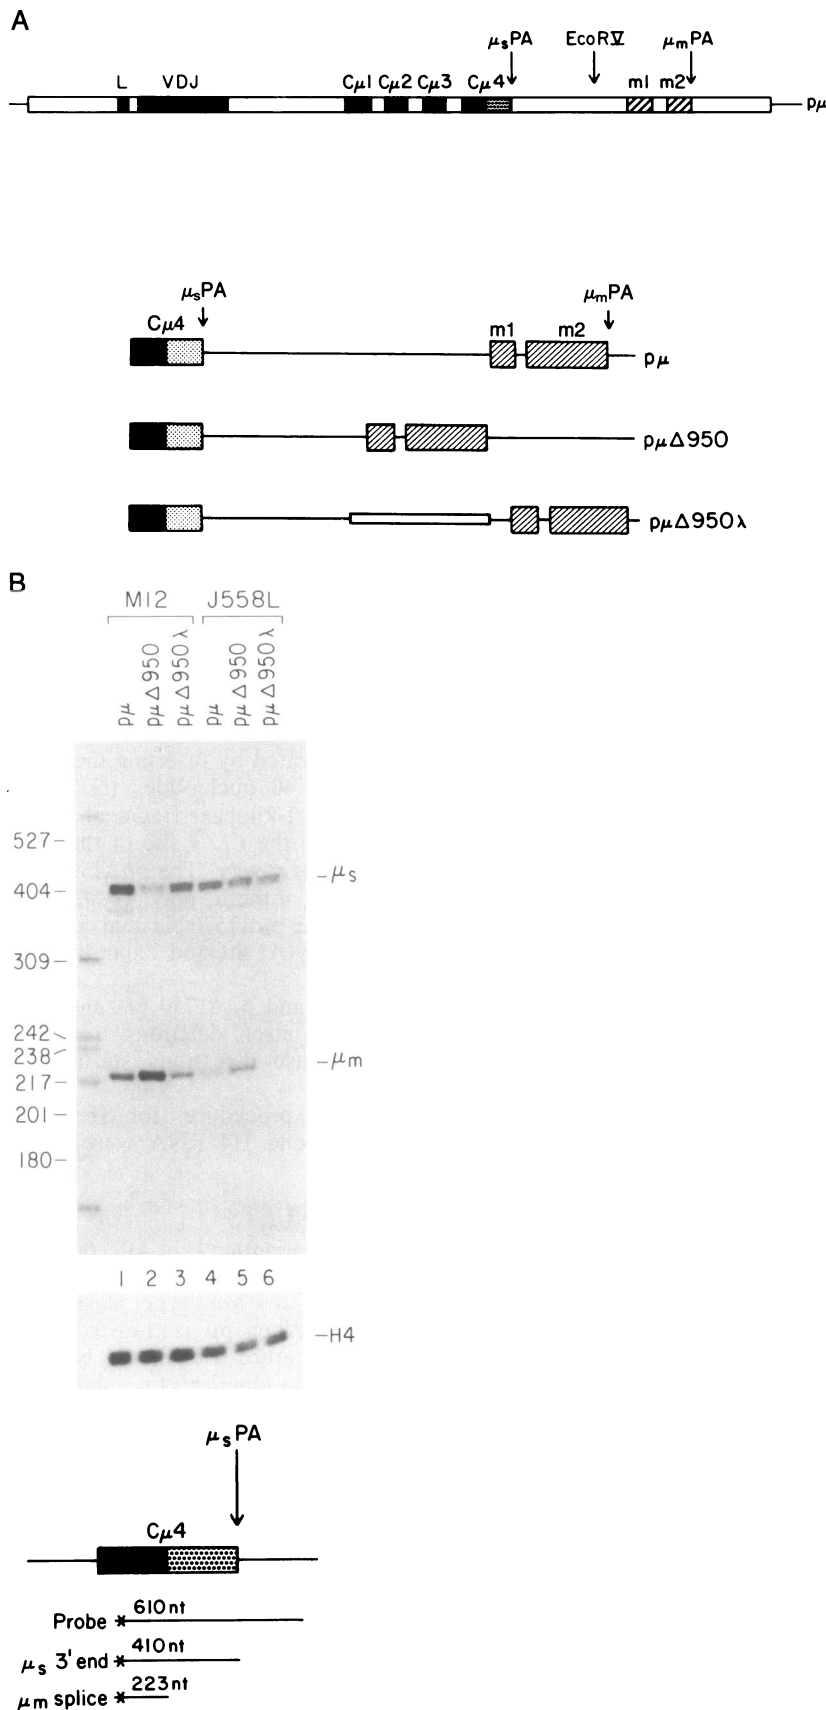 A
μsPA EcoRV μmPA
L VDJ Cμ1 Cμ2 Cμ3 Cμ4 m1 m2
pμ
μsPA μmPA
Cμ4 m1 m2
pμ
pμΔ950
pμΔ950λ
B
M12 J558L
pμ pμΔ950 pμΔ950λ pμ pμΔ950 pμΔ950λ
527–
404– –μs
309–
242
238 –μm
217–
201–
180–
1 2 3 4 5 6
–H4
μsPA
Cμ4
610nt
Probe
410nt
μs 3' end
223nt
μm splice